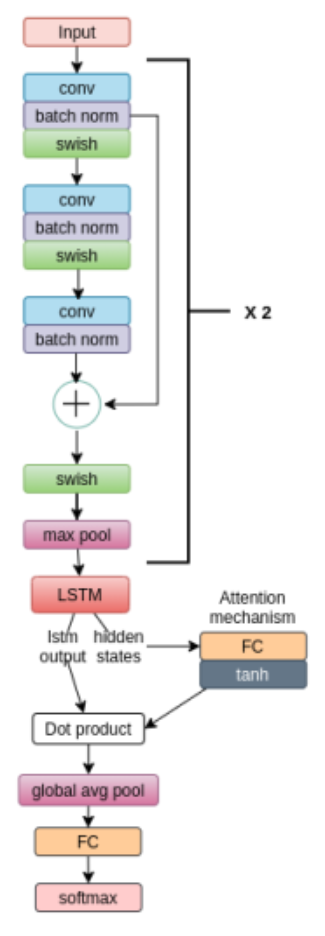 Input
conv
batch norm
swish
conv
batch norm
swish
conv
batch norm
X 2
+
swish
max pool
LSTM
lstm
output
hidden
states
Attention
mechanism
FC
tanh
Dot product
global avg pool
FC
softmax